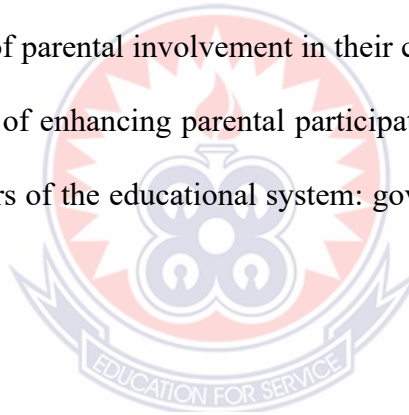 of parental involvement in their c
of enhancing parental participat
rs of the educational system: gov
EDUCATION FOR SERVICE